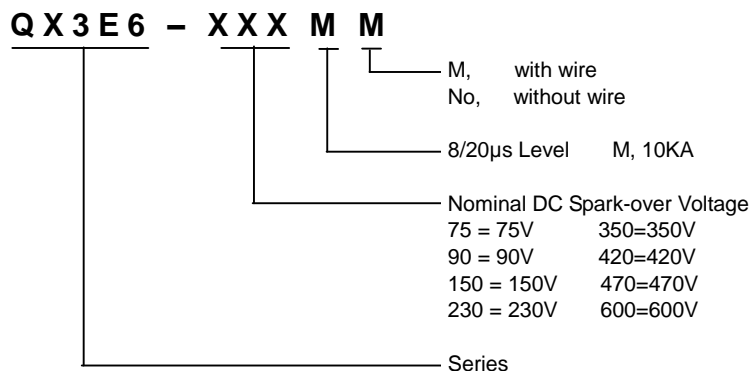 QX3E6 – XXX M M
M, with wire
No, without wire
8/20µs Level M, 10KA
Nominal DC Spark-over Voltage
75 = 75V 350=350V
90 = 90V 420=420V
150 = 150V 470=470V
230 = 230V 600=600V
Series